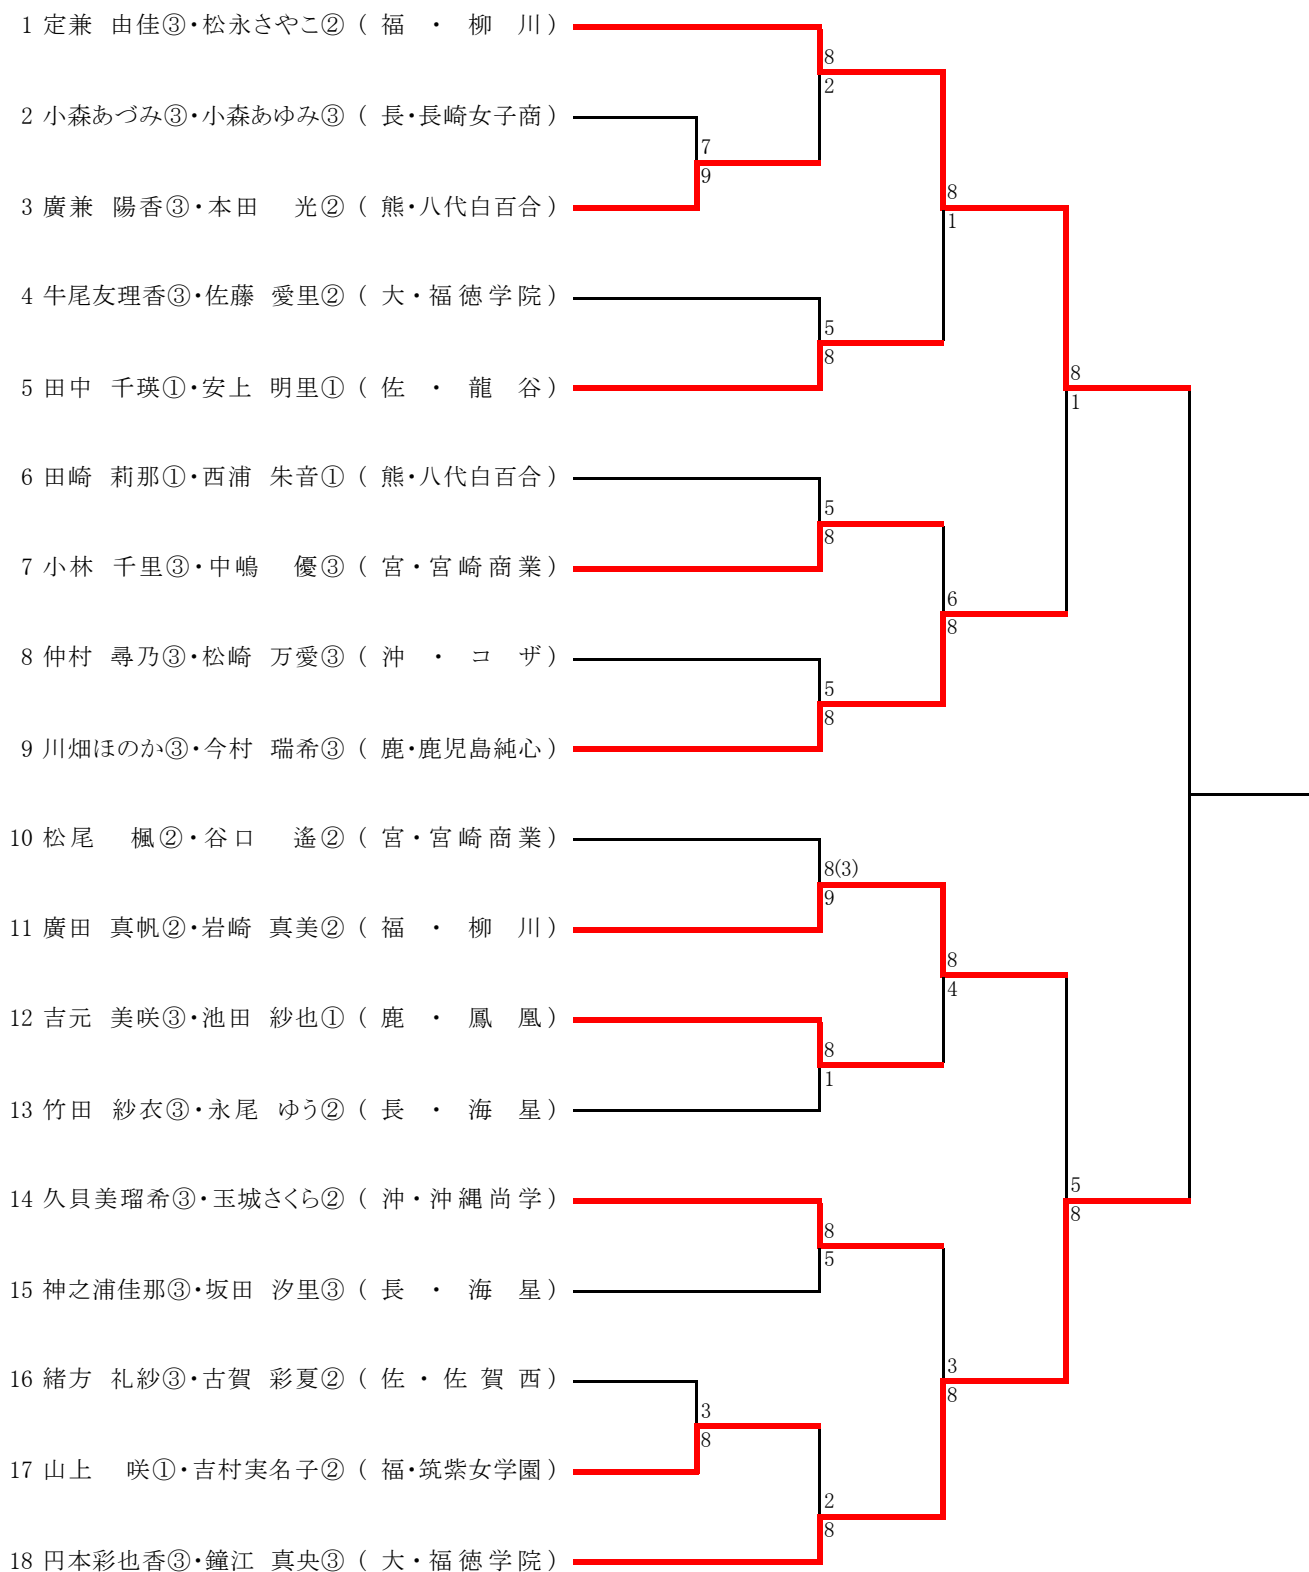 1 定兼 由佳③・松永さやこ② ( 福 ・ 柳 川 )
8
2
2 小森あづみ③・小森あゆみ③ ( 長・長崎女子商 )
7
9
3 廣兼 陽香③・本田 光② ( 熊・八代白百合 )
8
1
4 牛尾友理香③・佐藤 愛里② ( 大・福徳学院 )
5
8
5 田中 千瑛①・安上 明里① ( 佐 ・ 龍 谷 )
8
1
6 田崎 莉那①・西浦 朱音① ( 熊・八代白百合 )
5
8
7 小林 千里③・中嶋 優③ ( 宮・宮崎商業 )
6
8
8 仲村 尋乃③・松崎 万愛③ ( 沖 ・ コ ザ )
5
8
9 川畑ほのか③・今村 瑞希③ ( 鹿・鹿児島純心 )
10 松尾 楓②・谷口 遙② ( 宮・宮崎商業 )
8(3)
9
11 廣田 真帆②・岩崎 真美② ( 福 ・ 柳 川 )
8
4
12 吉元 美咲③・池田 紗也① ( 鹿 ・ 鳳 凰 )
8
1
13 竹田 紗衣③・永尾 ゆう② ( 長 ・ 海 星 )
5
8
14 久貝美瑠希③・玉城さくら② ( 沖・沖縄尚学 )
8
5
15 神之浦佳那③・坂田 汐里③ ( 長 ・ 海 星 )
3
8
16 緒方 礼紗③・古賀 彩夏② ( 佐・佐賀西 )
3
8
17 山上 咲①・吉村実名子② ( 福・筑紫女学園 )
2
8
18 円本彩也香③・鐘江 真央③ ( 大・福徳学院 )